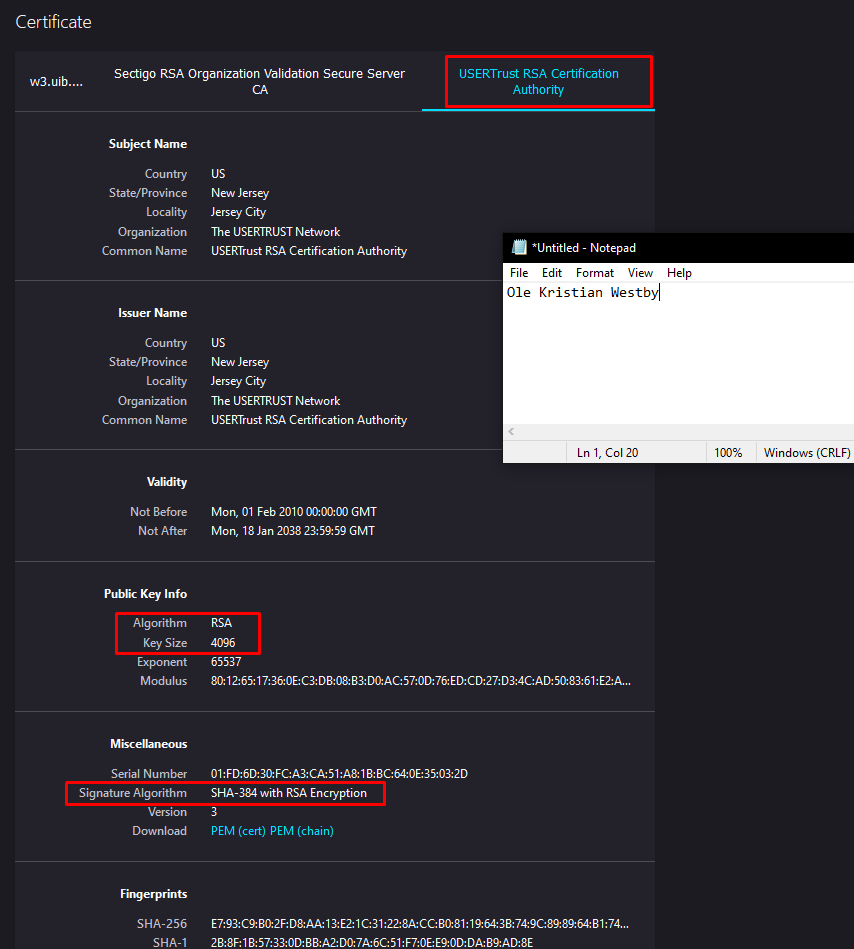 Certificate
w3.uib....
Sectigo RSA Organization Validation Secure Server
CA
USERTrust RSA Certification
Authority
Subject Name
Country US
State/Province New Jersey
Locality Jersey City
Organization The USERTRUST Network
Common Name USERTrust RSA Certification Authority
*Untitled - Notepad
File Edit Format View Help
Ole Kristian Westby
Ln 1, Col 20 100% Windows (CRLF)
Issuer Name
Country US
State/Province New Jersey
Locality Jersey City
Organization The USERTRUST Network
Common Name USERTrust RSA Certification Authority
Validity
Not Before Mon, 01 Feb 2010 00:00:00 GMT
Not After Mon, 18 Jan 2038 23:59:59 GMT
Public Key Info
Algorithm RSA
Key Size 4096
Exponent 65537
Modulus 80:12:65:17:36:0E:C3:DB:08:B3:D0:AC:57:0D:76:ED:CD:27:D3:4C:AD:50:83:61:E2:A...
Miscellaneous
Serial Number 01:FD:6D:30:FC:A3:CA:51:A8:1B:BC:64:0E:35:03:2D
Signature Algorithm SHA-384 with RSA Encryption
Version 3
Download PEM (cert) PEM (chain)
Fingerprints
SHA-256 E7:93:C9:B0:2F:D8:AA:13:E2:1C:31:22:8A:CC:B0:81:19:64:3B:74:9C:89:89:64:B1:74...
SHA-1 2B:8F:1B:57:33:0D:BB:A2:D0:7A:6C:51:F7:0E:E9:0D:DA:B9:AD:8E